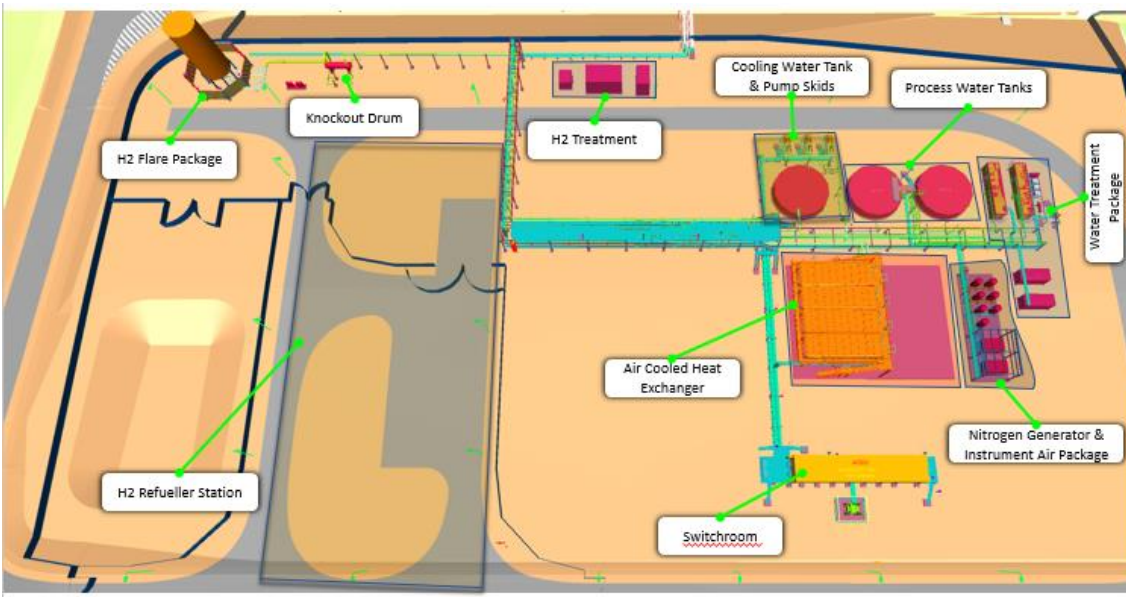 Cooling Water Tank
& Pump Skids
Process Water Tanks
Knockout Drum
H2 Treatment
H2 Flare Package
Water Treatment
Package
Air Cooled Heat
Exchanger
Nitrogen Generator &
Instrument Air Package
H2 Refueller Station
Switchroom